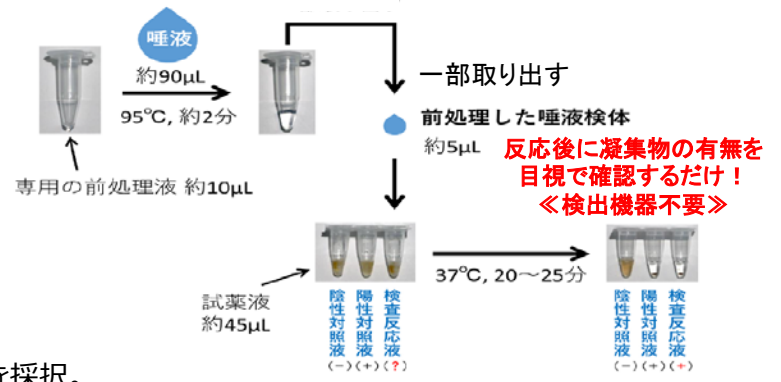 唾液
約90μL
95℃, 約2分
専用の前処理液 約10μL
一部取り出す
前処理した唾液検体
約5μL
反応後に凝集物の有無を
目視で確認するだけ！
≪検出機器不要≫
試薬液
約45μL
陰性対照液
(－)
陽性対照液
(＋)
検査反応液
(？)
37℃, 20～25分
陰性対照液
(－)
陽性対照液
(＋)
検査反応液
(＋)
を採択。